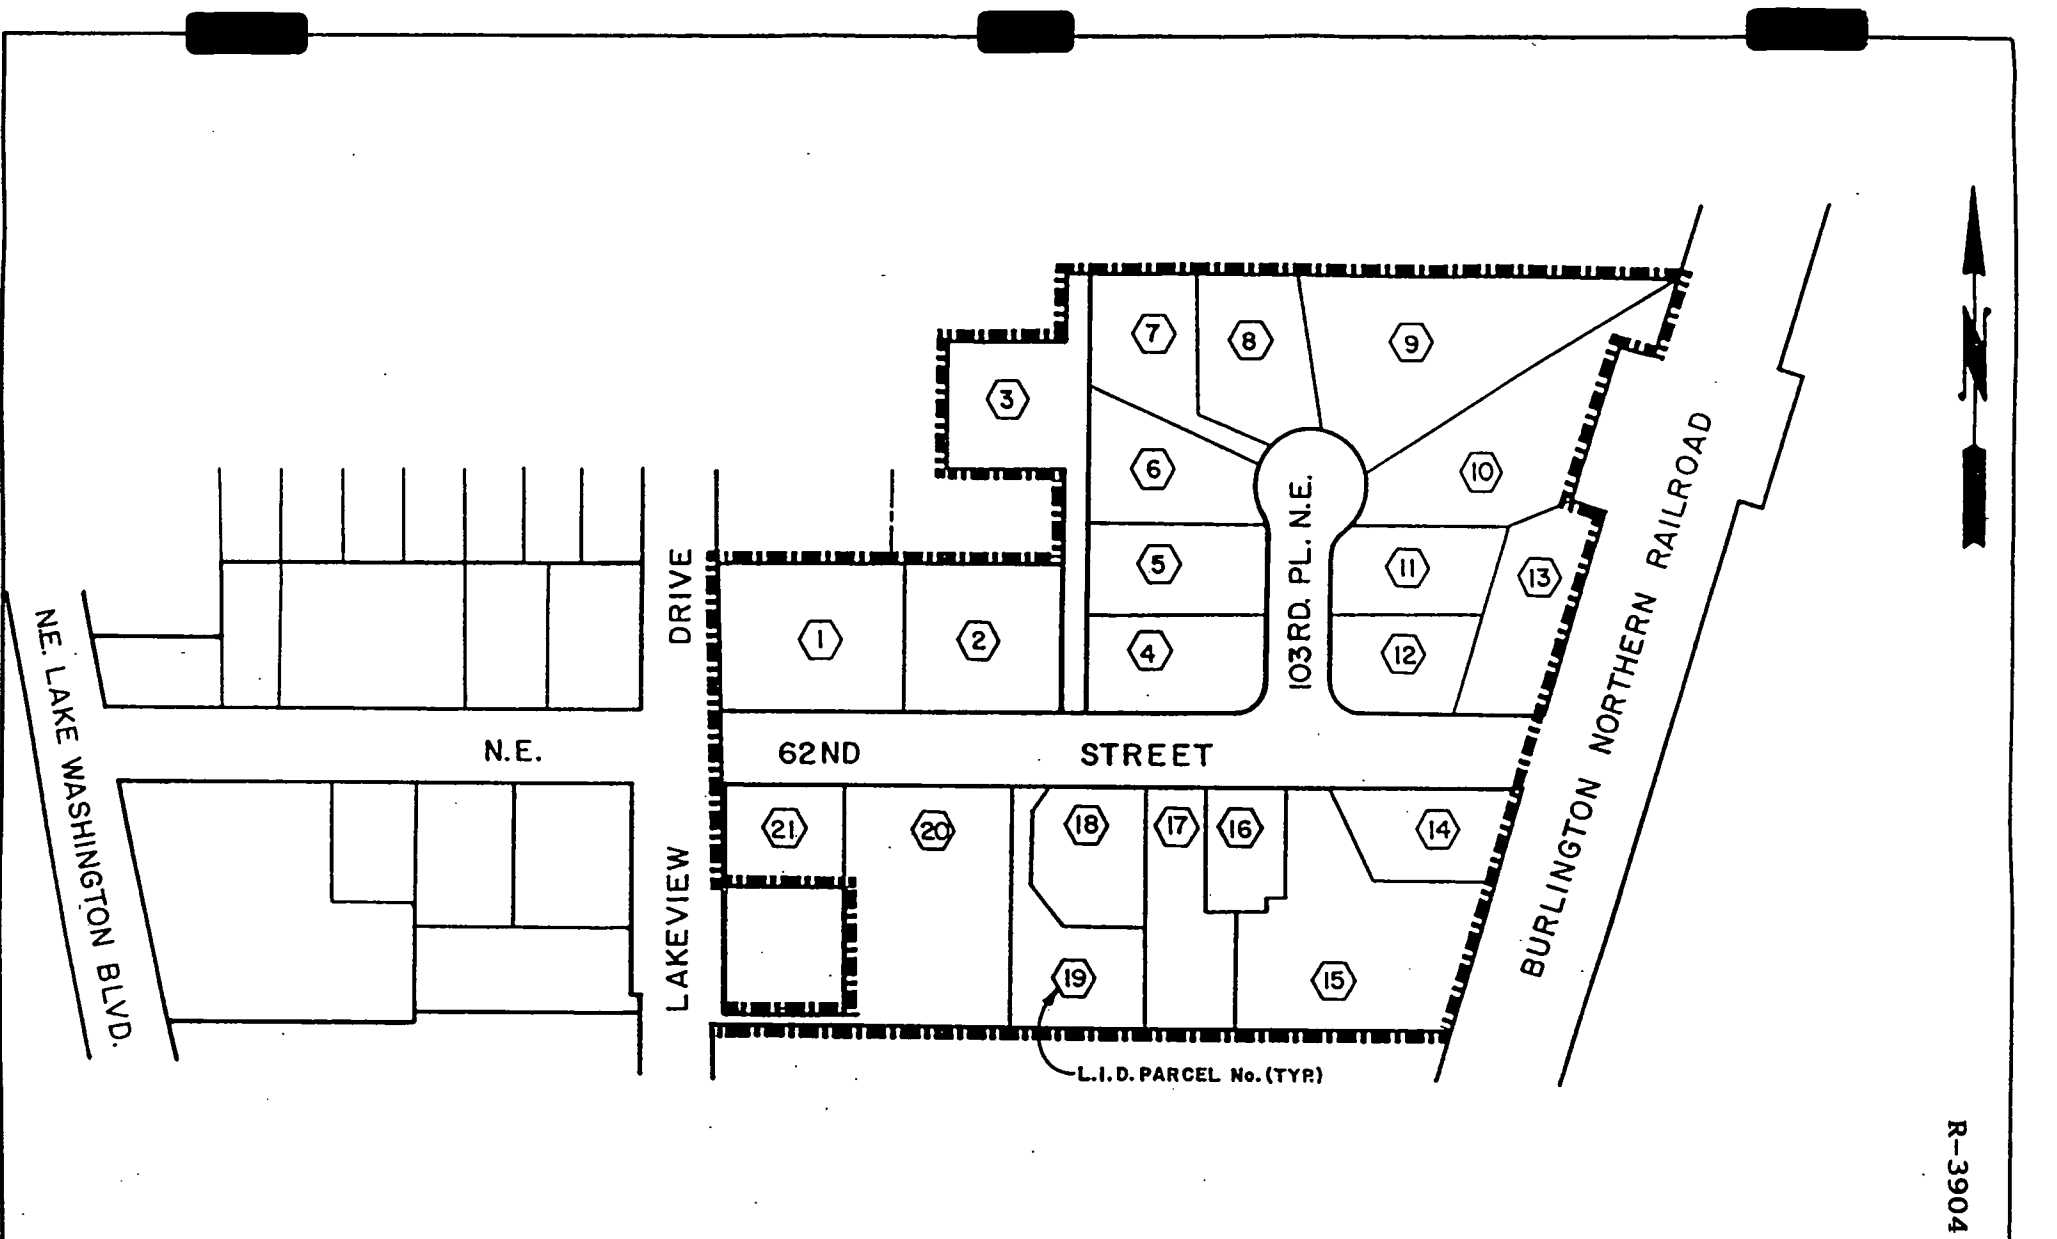 N
7
8
9
3
6
10
5
11
13
1
2
4
12
103RD. PL. N.E.
DRIVE
LAKEVIEW
N.E. LAKE WASHINGTON BLVD.
N.E. 62ND STREET
BURLINGTON NORTHERN RAILROAD
21
20
18
17
16
14
19
15
L.I.D. PARCEL No. (TYP.)
R-3904